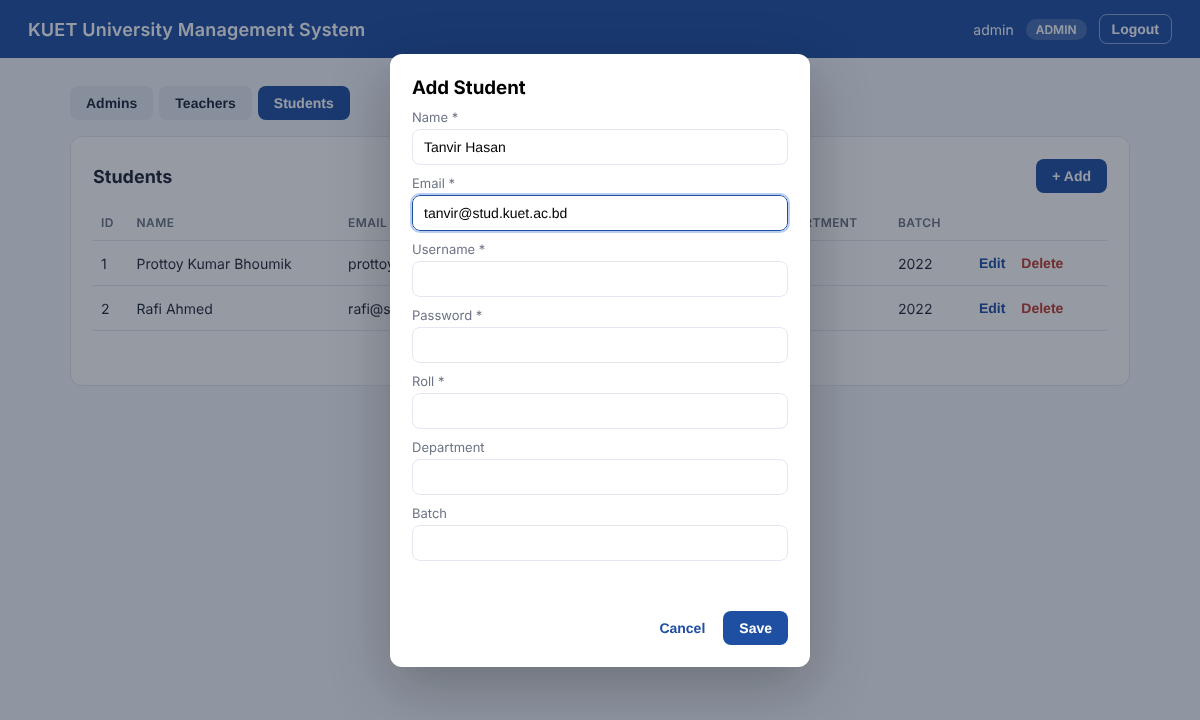 KUET University Management System
admin ADMIN Logout
Admins Teachers Students
Students
+ Add
ID NAME EMAIL BATCH
1 Prottoy Kumar Bhoumik 2022 Edit Delete
2 Rafi Ahmed 2022 Edit Delete
Add Student
Name *
Tanvir Hasan
Email *
tanvir@stud.kuet.ac.bd
Username *
Password *
Roll *
Department
Batch
Cancel Save